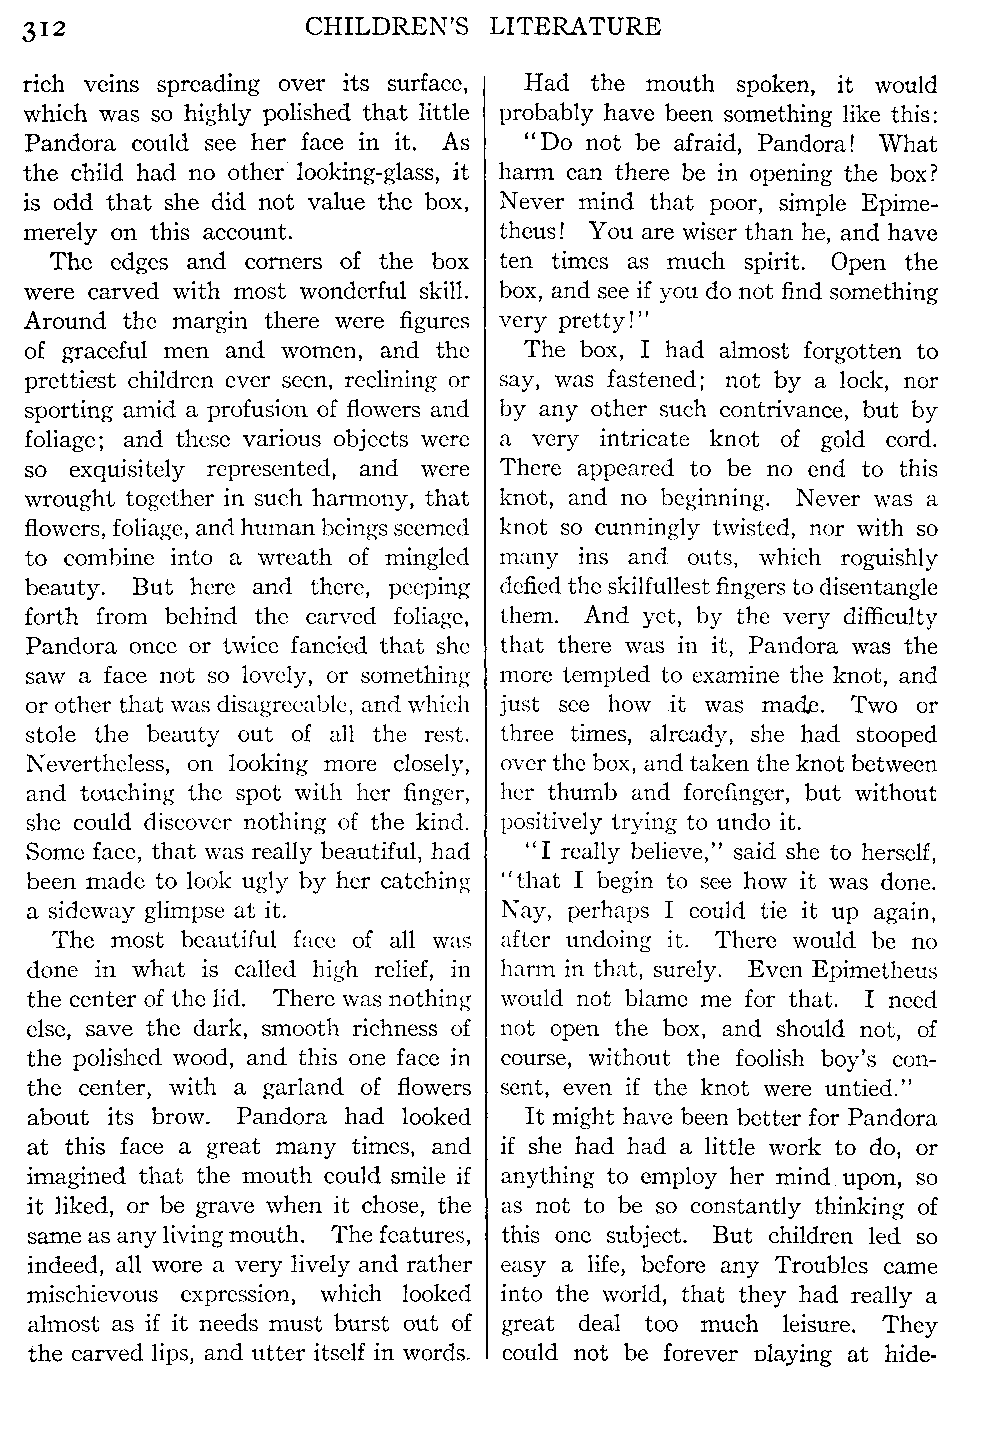 312 CHILDREN'S LITERATURE
rich veins spreading over its surface,
which was so highly polished that little
Pandora could see her face in it. As
the child had no other looking-glass, it
is odd that she did not value the box,
merely on this account.
The edges and corners of the box
were carved with most wonderful skill.
Around the margin there were figures
of graceful men and women, and the
prettiest children ever seen, reclining or
sporting amid a profusion of flowers and
foliage; and these various objects were
so exquisitely represented, and were
wrought together in such harmony, that
flowers, foliage, and human beings seemed
to combine into a wreath of mingled
beauty. But here and there, peeping
forth from behind the carved foliage,
Pandora once or twice fancied that she
saw a face not so lovely, or something
or other that was disagreeable, and which
stole the beauty out of all the rest.
Nevertheless, on looking more closely,
and touching the spot with her finger,
she could discover nothing of the kind.
Some face, that was really beautiful, had
been made to look ugly by her catching
a sideway glimpse at it.
The most beautiful face of all was
done in what is called high relief, in
the center of the lid. There was nothing
else, save the dark, smooth richness of
the polished wood, and this one face in
the center, with a garland of flowers
about its brow. Pandora had looked
at this face a great many times, and
imagined that the mouth could smile if
it liked, or be grave when it chose, the
same as any living mouth. The features,
indeed, all wore a very lively and rather
mischievous expression, which looked
almost as if it needs must burst out of
the carved lips, and utter itself in words.
Had the mouth spoken, it would
probably have been something like this:
"Do not be afraid, Pandora! What
harm can there be in opening the box?
Never mind that poor, simple Epime-
theus! You are wiser than he, and have
ten times as much spirit. Open the
box, and see if you do not find something
very pretty!"
The box, I had almost forgotten to
say, was fastened; not by a lock, nor
by any other such contrivance, but by
a very intricate knot of gold cord.
There appeared to be no end to this
knot, and no beginning. Never was a
knot so cunningly twisted, nor with so
many ins and outs, which roguishly
defied the skilfullest fingers to disentangle
them. And yet, by the very difficulty
that there was in it, Pandora was the
more tempted to examine the knot, and
just see how it was made. Two or
three times, already, she had stooped
over the box, and taken the knot between
her thumb and forefinger, but without
positively trying to undo it.
"I really believe," said she to herself,
"that I begin to see how it was done.
Nay, perhaps I could tie it up again,
after undoing it. There would be no
harm in that, surely. Even Epimetheus
would not blame me for that. I need
not open the box, and should not, of
course, without the foolish boy's con-
sent, even if the knot were untied."
It might have been better for Pandora
if she had had a little work to do, or
anything to employ her mind upon, so
as not to be so constantly thinking of
this one subject. But children led so
easy a life, before any Troubles came
into the world, that they had really a
great deal too much leisure. They
could not be forever playing at hide-